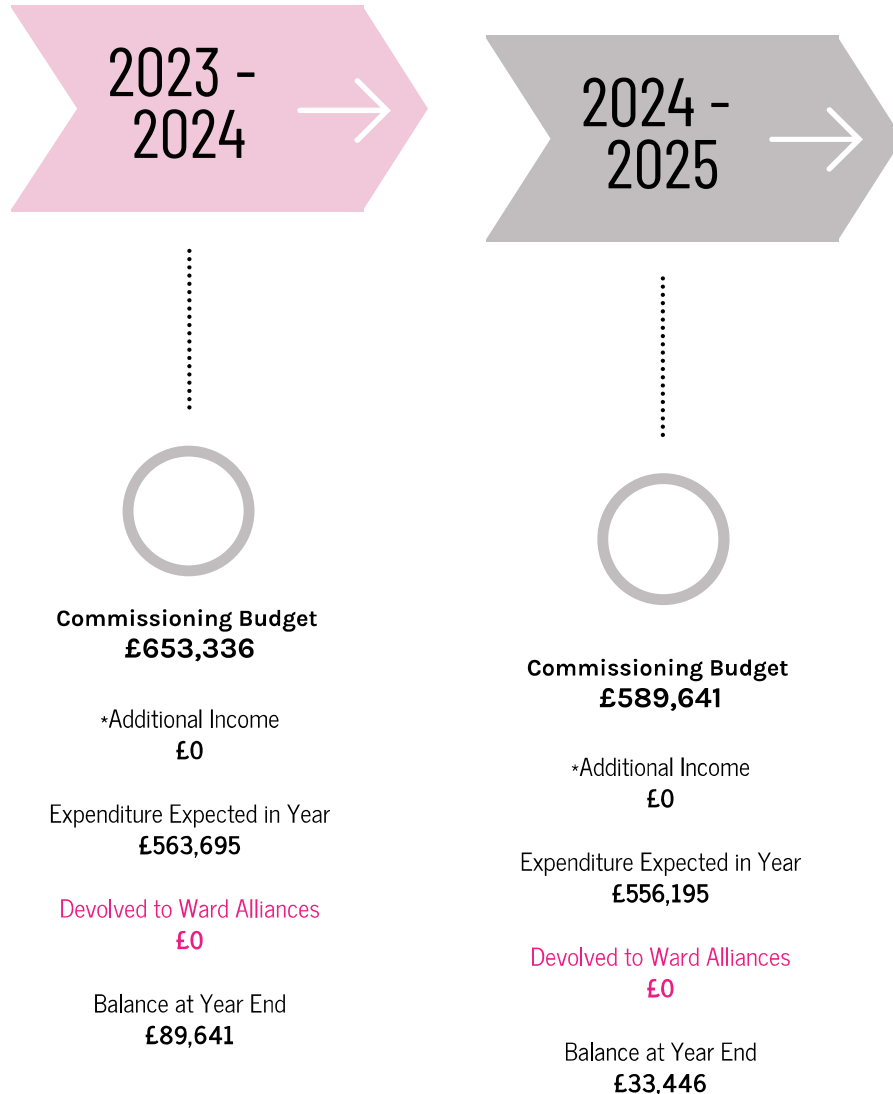 2023 -
2024
Commissioning Budget
£653,336
*Additional Income
£0
Expenditure Expected in Year
£563,695
Devolved to Ward Alliances
£0
Balance at Year End
£89,641
2024 -
2025
Commissioning Budget
£589,641
*Additional Income
£0
Expenditure Expected in Year
£556,195
Devolved to Ward Alliances
£0
Balance at Year End
£33,446